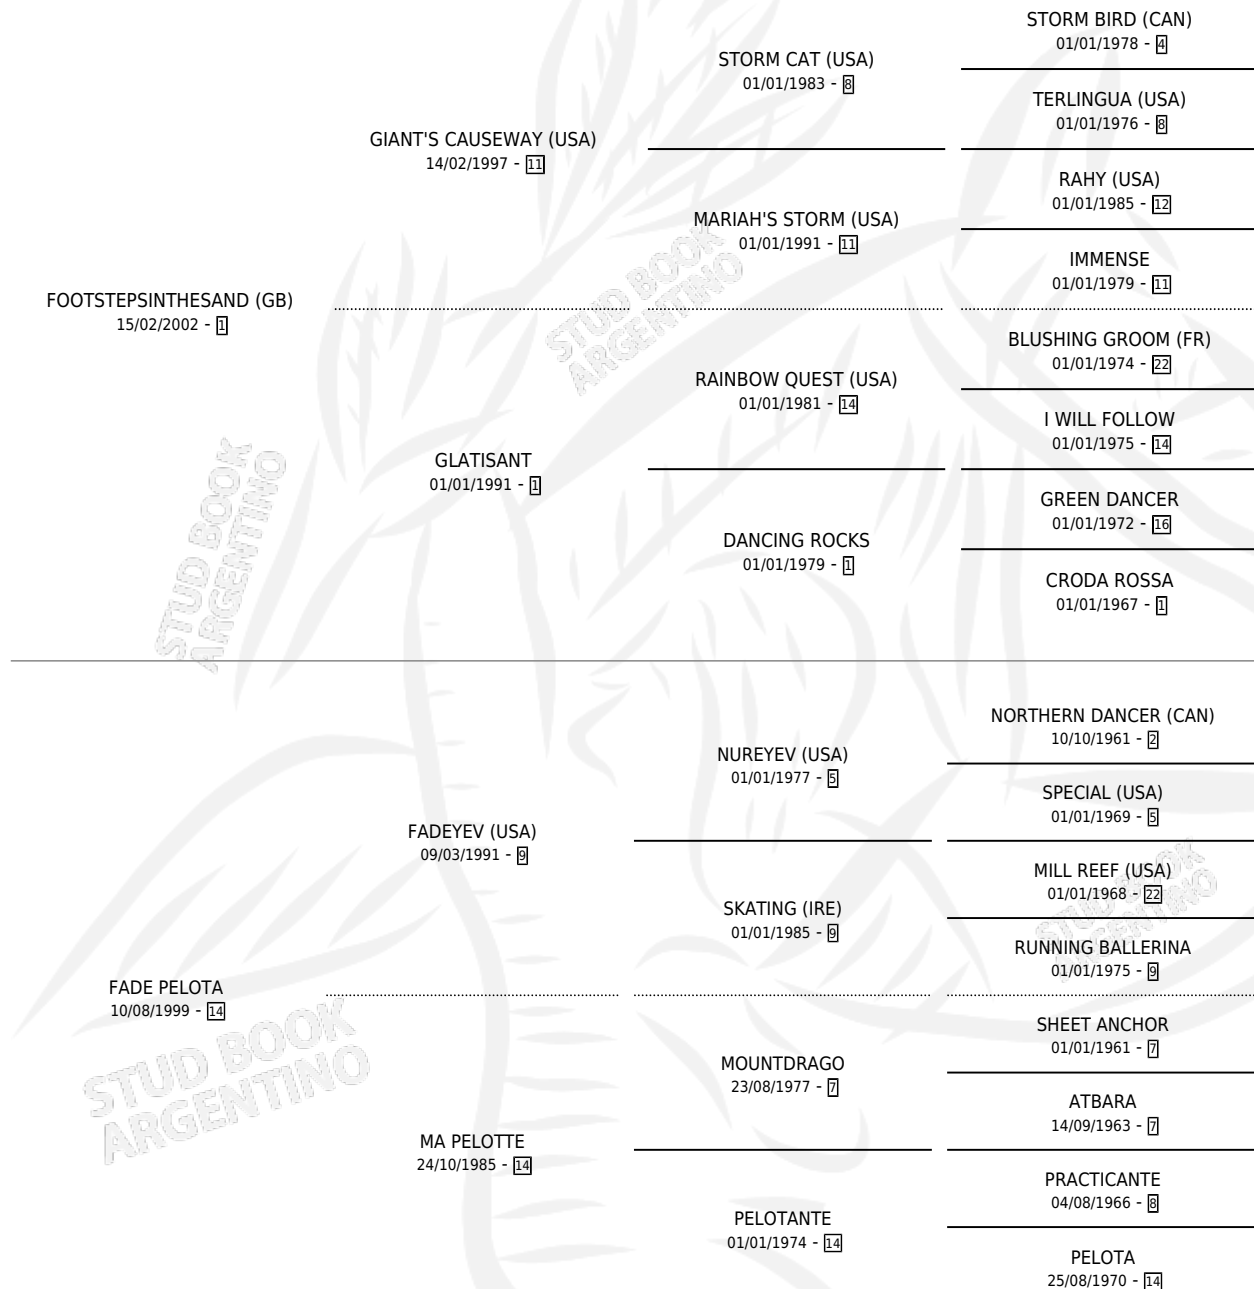 STORM BIRD (CAN)
01/01/1978 - 4
STORM CAT (USA)
01/01/1983 - 8
TERLINGUA (USA)
01/01/1976 - 8
GIANT'S CAUSEWAY (USA)
14/02/1997 - 11
RAHY (USA)
01/01/1985 - 12
MARIAH'S STORM (USA)
01/01/1991 - 11
IMMENSE
01/01/1979 - 11
FOOTSTEPSINTHESAND (GB)
15/02/2002 - 1
BLUSHING GROOM (FR)
01/01/1974 - 22
RAINBOW QUEST (USA)
01/01/1981 - 14
I WILL FOLLOW
01/01/1975 - 14
GLATISANT
01/01/1991 - 1
GREEN DANCER
01/01/1972 - 16
DANCING ROCKS
01/01/1979 - 1
CRODA ROSSA
01/01/1967 - 1
NORTHERN DANCER (CAN)
10/10/1961 - 2
NUREYEV (USA)
01/01/1977 - 5
SPECIAL (USA)
01/01/1969 - 5
FADEYEV (USA)
09/03/1991 - 9
MILL REEF (USA)
01/01/1968 - 22
SKATING (IRE)
01/01/1985 - 9
RUNNING BALLERINA
01/01/1975 - 9
FADE PELOTA
10/08/1999 - 14
SHEET ANCHOR
01/01/1961 - 7
MOUNTDRAGO
23/08/1977 - 7
ATBARA
14/09/1963 - 7
MA PELOTTE
24/10/1985 - 14
PRACTICANTE
04/08/1966 - 8
PELOTANTE
01/01/1974 - 14
PELOTA
25/08/1970 - 14
STUD BOOK
ARGENTINO
STUD BOOK
ARGENTINO
STUD BOOK
ARGENTINO
STUD BOOK
ARGENTINO